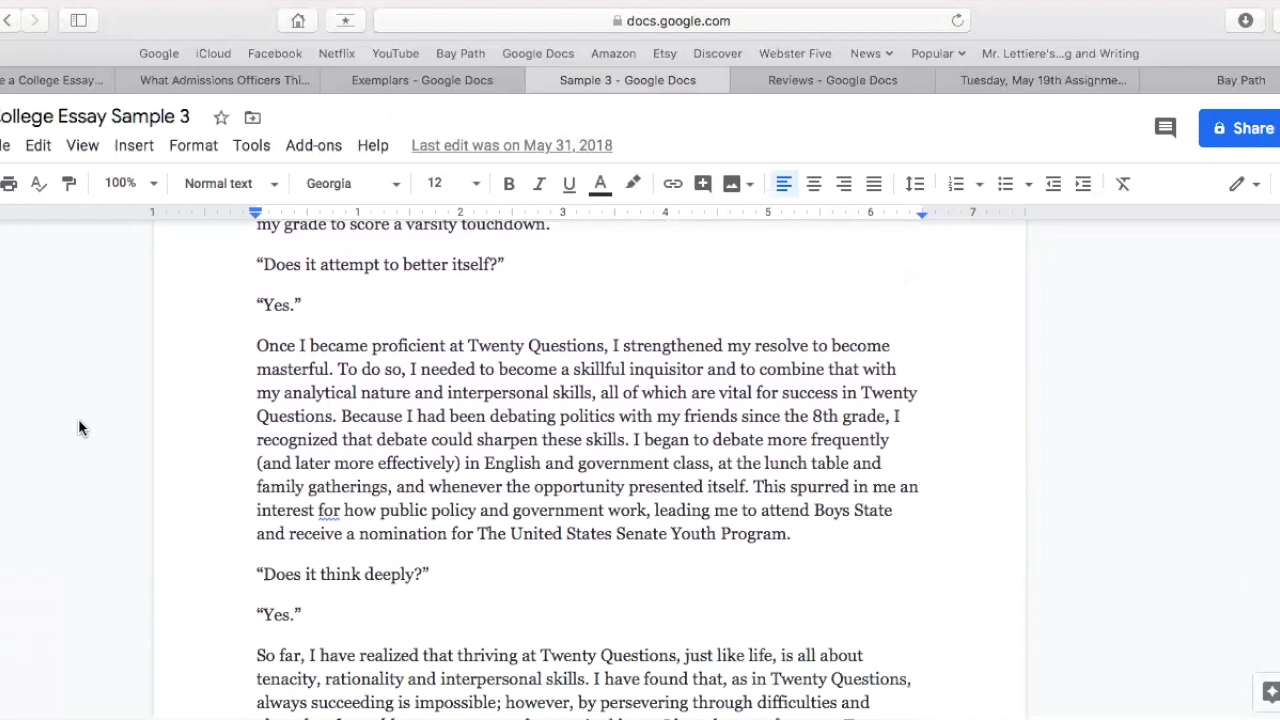 docs.google.com
Google iCloud Facebook Netflix YouTube Bay Path Google Docs Amazon Etsy Discover Webster Five News Popular Mr. Lettiere's...g and Writing
e a College Essay... What Admissions Officers Thi... Exemplars - Google Docs Sample 3 - Google Docs Reviews - Google Docs Tuesday, May 19th Assignme... Bay Path
ollege Essay Sample 3
Share
le Edit View Insert Format Tools Add-ons Help Last edit was on May 31, 2018
100% Normal text Georgia 12 B I U A
1 1 2 3 4 5 6 7
my grade to score a varsity touchdown.
“Does it attempt to better itself?”
“Yes.”
Once I became proficient at Twenty Questions, I strengthened my resolve to become
masterful. To do so, I needed to become a skillful inquisitor and to combine that with
my analytical nature and interpersonal skills, all of which are vital for success in Twenty
Questions. Because I had been debating politics with my friends since the 8th grade, I
recognized that debate could sharpen these skills. I began to debate more frequently
(and later more effectively) in English and government class, at the lunch table and
family gatherings, and whenever the opportunity presented itself. This spurred in me an
interest for how public policy and government work, leading me to attend Boys State
and receive a nomination for The United States Senate Youth Program.
“Does it think deeply?”
“Yes.”
So far, I have realized that thriving at Twenty Questions, just like life, is all about
tenacity, rationality and interpersonal skills. I have found that, as in Twenty Questions,
always succeeding is impossible; however, by persevering through difficulties and